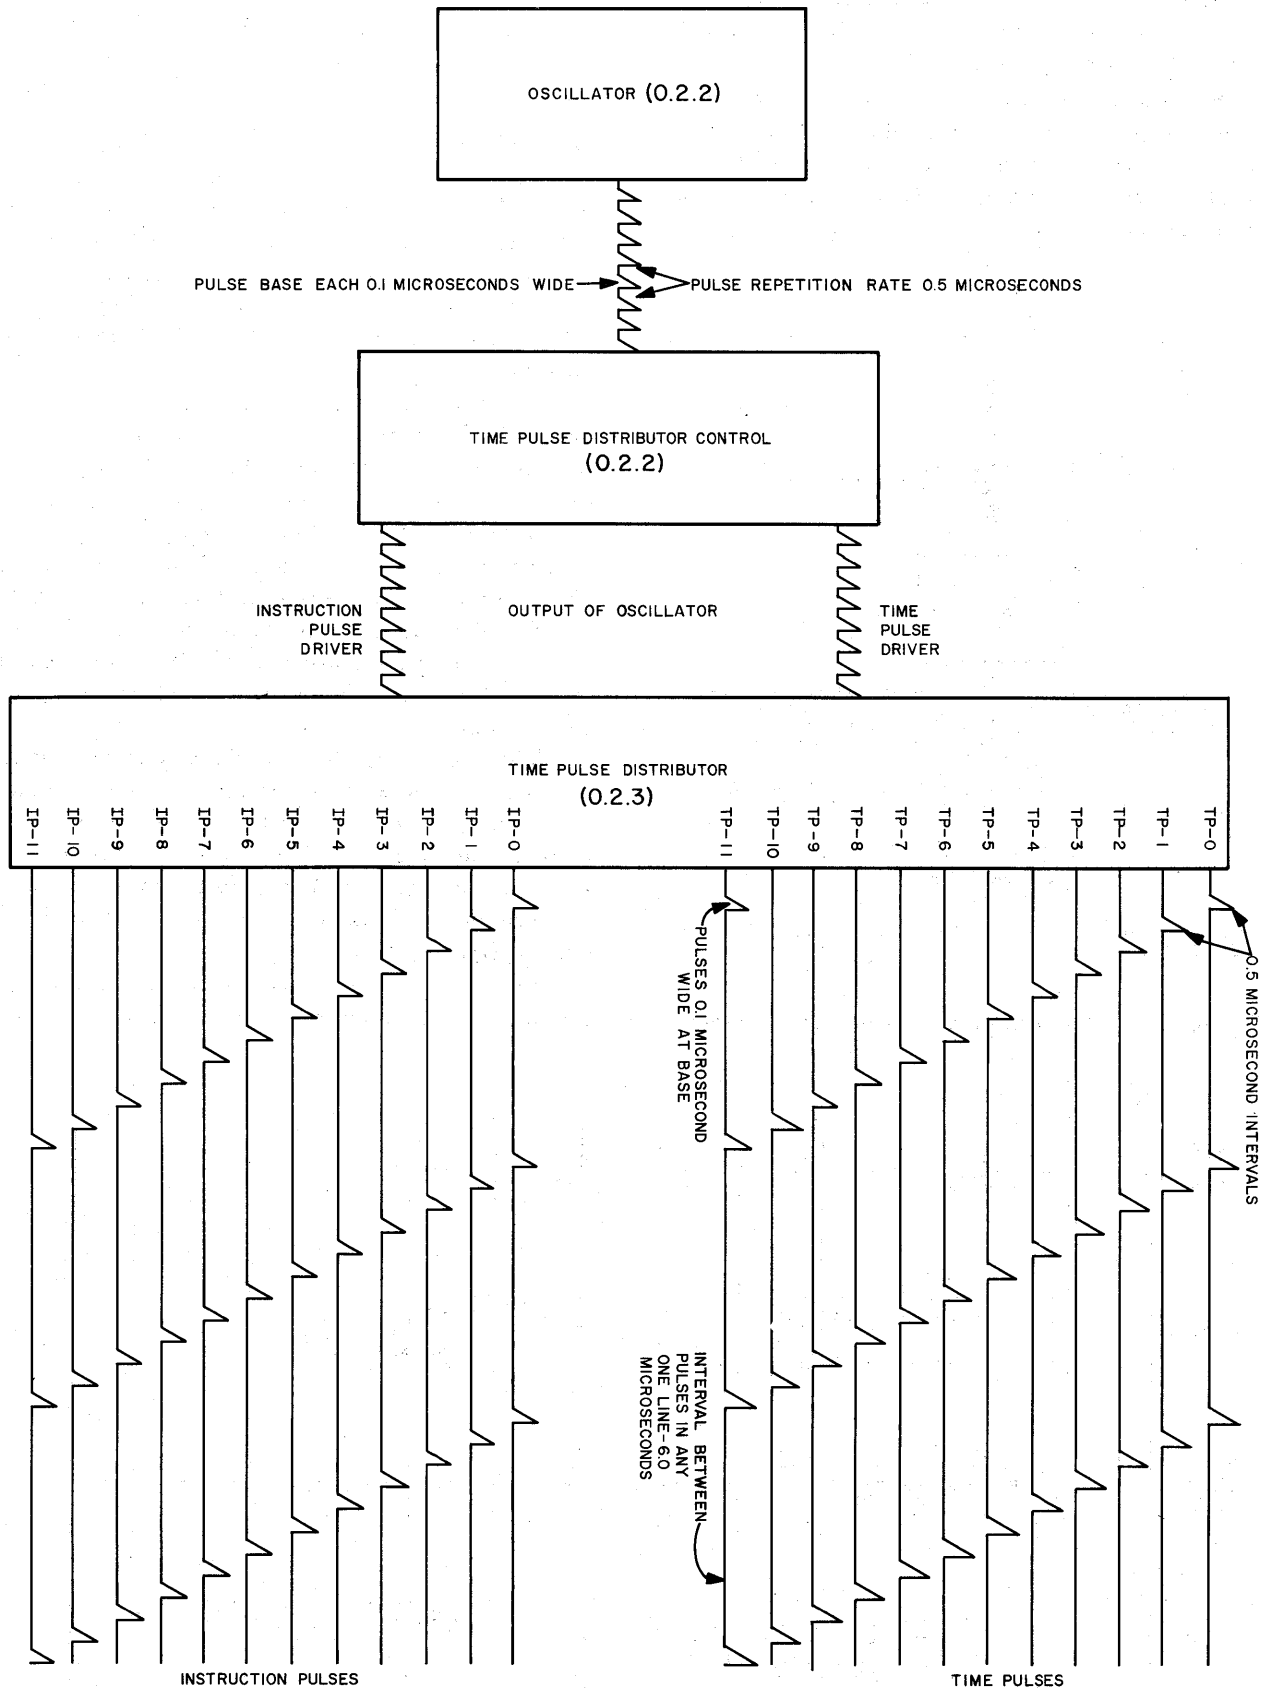 OSCILLATOR (0.2.2)
PULSE BASE EACH 0.1 MICROSECONDS WIDE
PULSE REPETITION RATE 0.5 MICROSECONDS
TIME PULSE DISTRIBUTOR CONTROL
(0.2.2)
INSTRUCTION
PULSE
DRIVER
OUTPUT OF OSCILLATOR
TIME
PULSE
DRIVER
TIME PULSE DISTRIBUTOR
(0.2.3)
IP-11
IP-10
IP-9
IP-8
IP-7
IP-6
IP-5
IP-4
IP-3
IP-2
IP-1
IP-0
TP-11
TP-10
TP-9
TP-8
TP-7
TP-6
TP-5
TP-4
TP-3
TP-2
TP-1
TP-0
PULSES 0.1 MICROSECOND
WIDE AT BASE
0.5 MICROSECOND INTERVALS
INTERVAL BETWEEN
PULSES IN ANY
ONE LINE-6.0
MICROSECONDS
INSTRUCTION PULSES
TIME PULSES